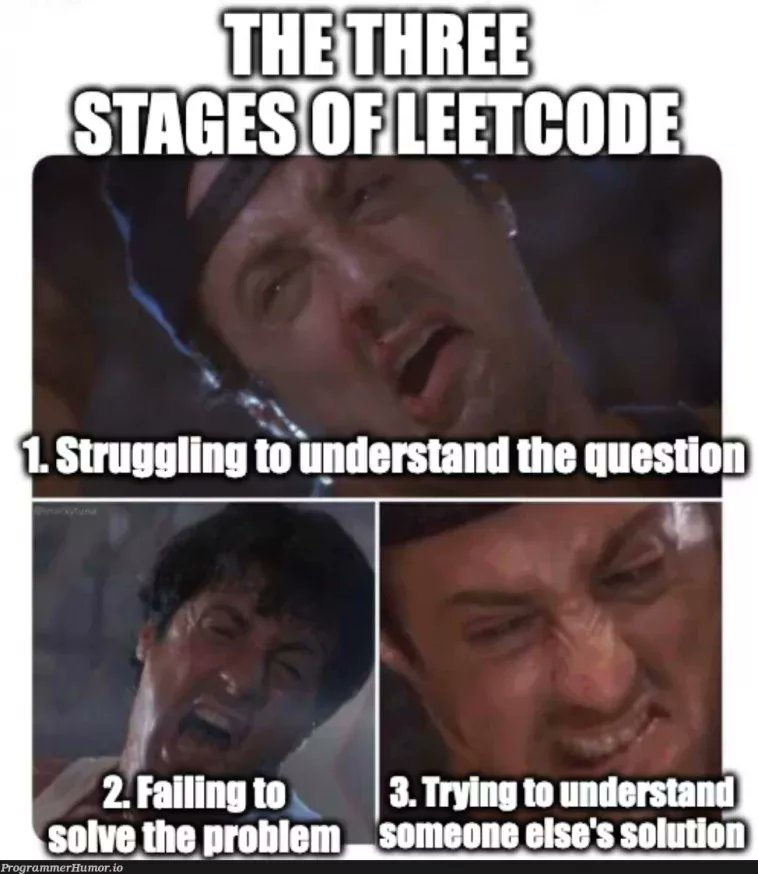 THE THREE
STAGES OF LEETCODE
1. Struggling to understand the question
2. Failing to
solve the problem
3. Trying to understand
someone else's solution
ProgrammerHumor.io